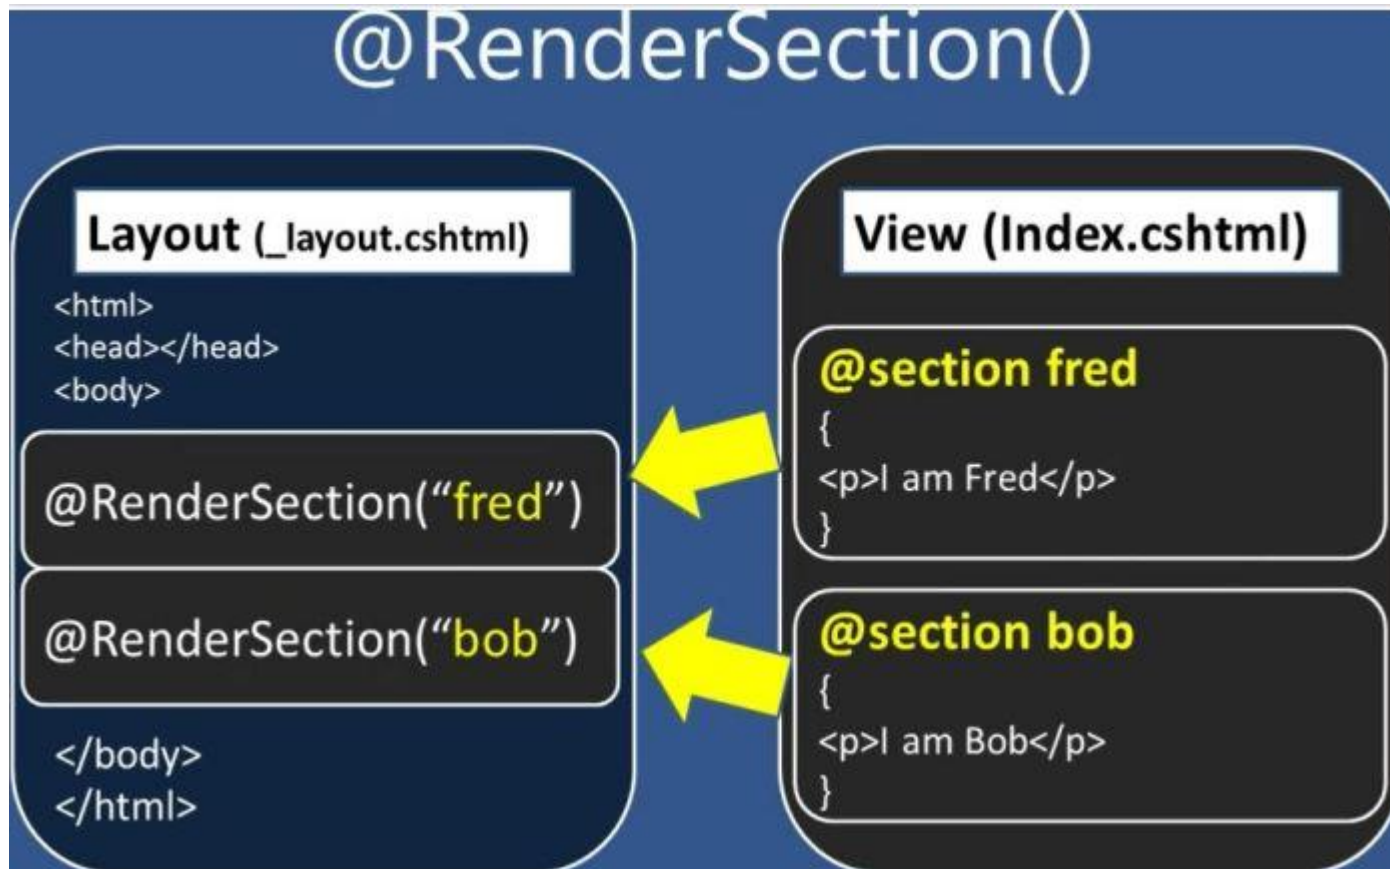 @RenderSection()
Layout (_layout.cshtml)
<html>
<head></head>
<body>
@RenderSection(“fred”)
@RenderSection(“bob”)
</body>
</html>
View (Index.cshtml)
@section fred
{
<p>I am Fred</p>
}
@section bob
{
<p>I am Bob</p>
}